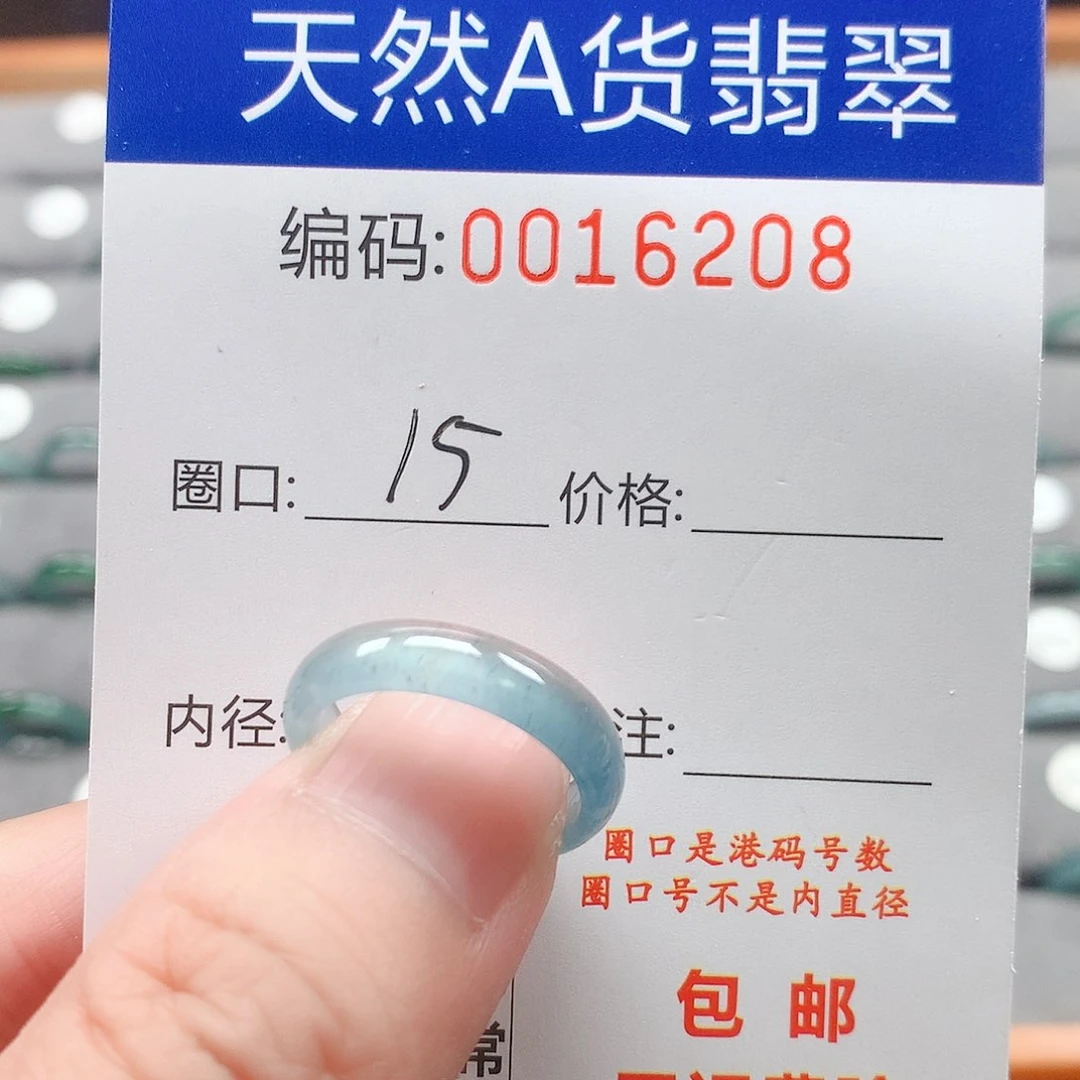 天然A货翡翠
编码:0016208
圈口: 15 价格:
内径: 注:
圈口是港码号数
圈口号不是内直径
包邮
常